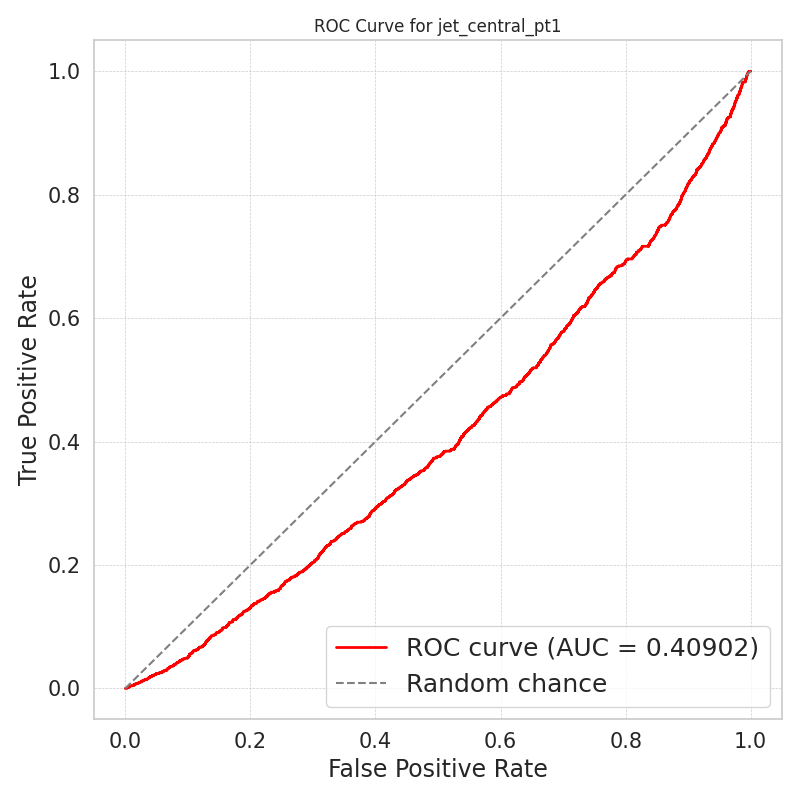 ROC Curve for jet_central_pt1
True Positive Rate
1.0
0.8
0.6
0.4
0.2
0.0
ROC curve (AUC = 0.40902)
Random chance
0.0 0.2 0.4 0.6 0.8 1.0
False Positive Rate